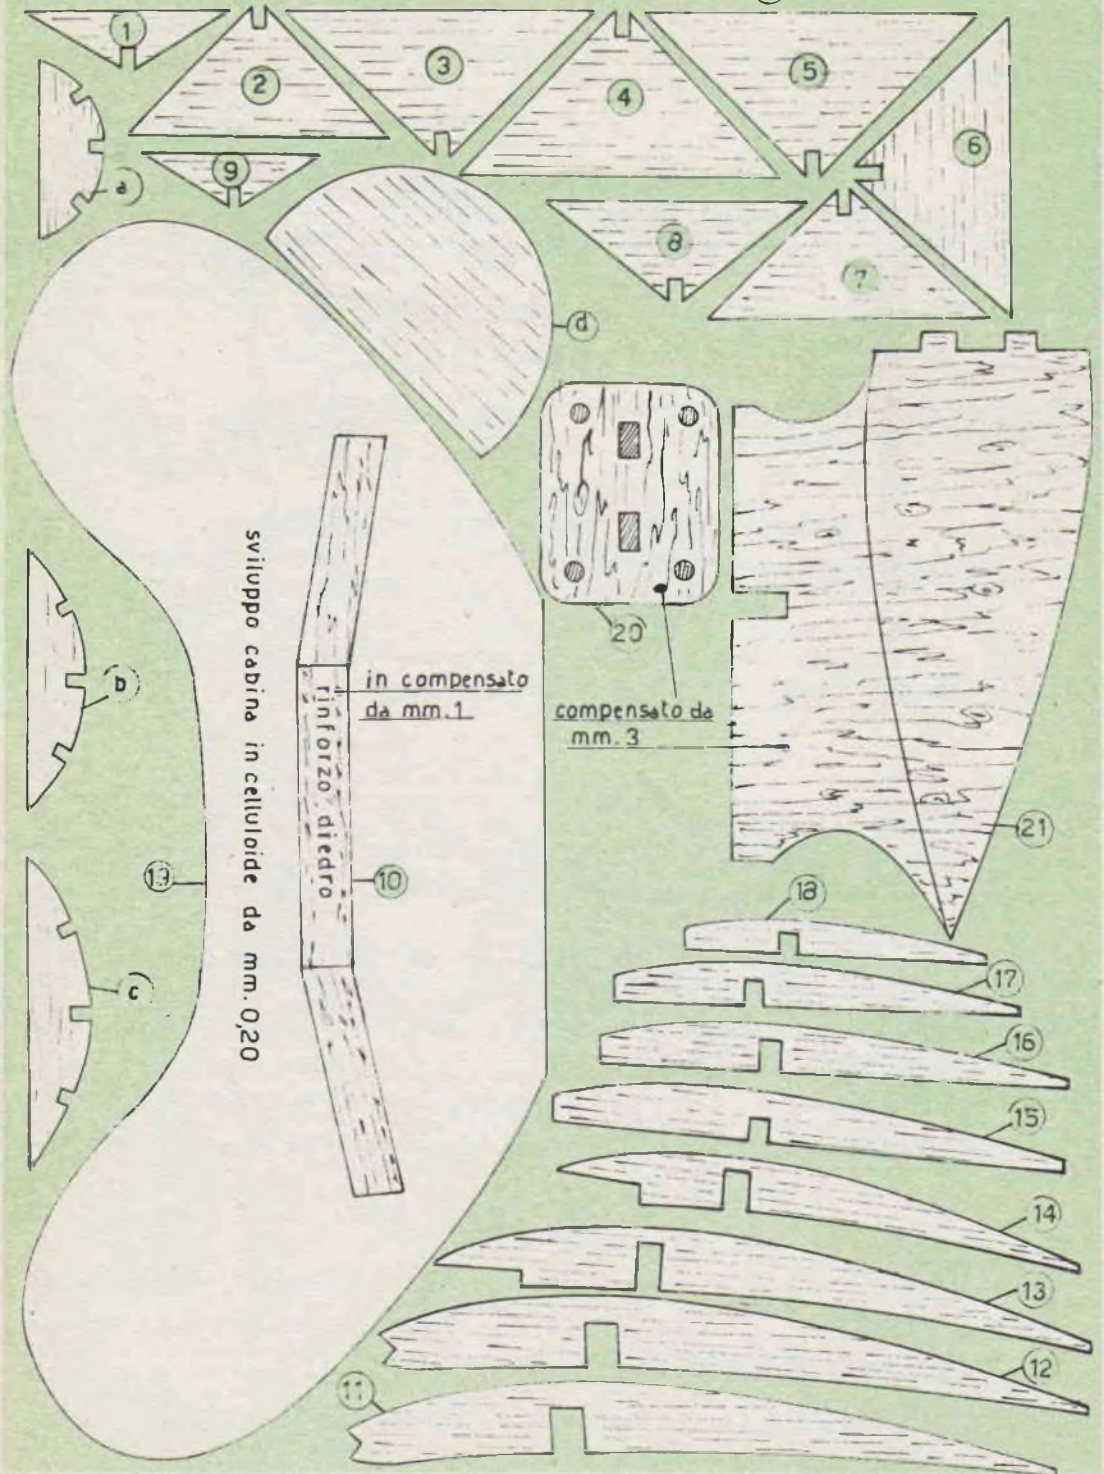 1
2
3
4
5
6
a
9
8
7
d
sviluppo cabina in celluloide da mm. 0,20
20
in compensato
da mm. 1
rinforzo diedro
compensato da
mm. 3
b
21
19
10
18
c
17
16
15
14
13
12
11